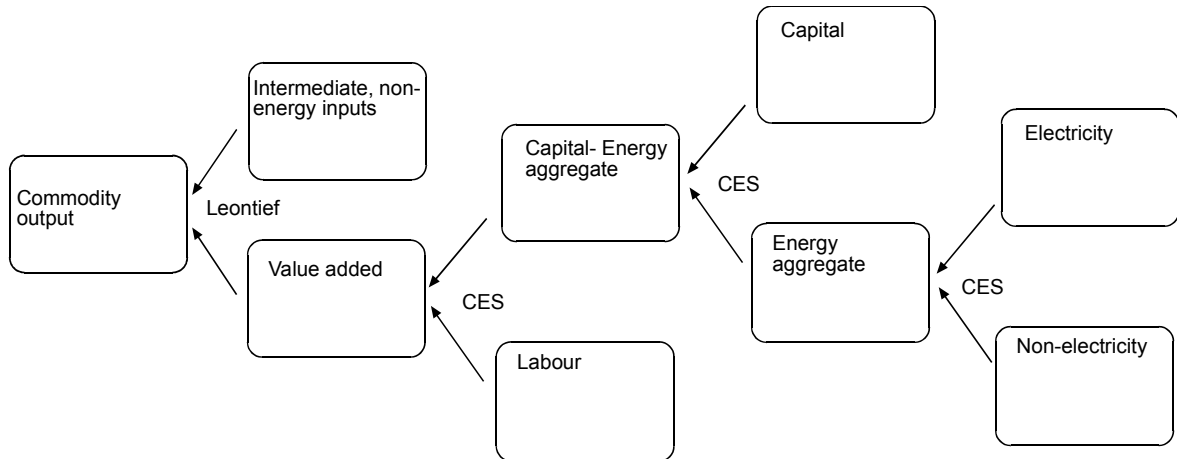 Commodity
output
Intermediate, non-
energy inputs
Leontief
Value added
Capital- Energy
aggregate
CES
Labour
Capital
CES
Energy
aggregate
Electricity
CES
Non-electricity